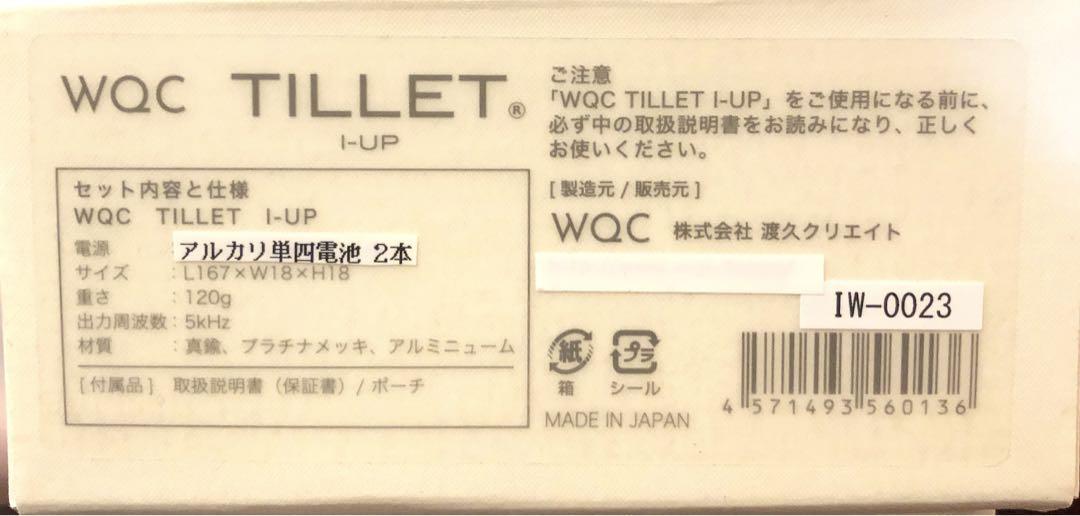 WQC TILLET®
I-UP
セット内容と仕様
WQC TILLET I-UP
電源 : アルカリ単四電池 2本
サイズ : L167×W18×H18
重さ : 120g
出力周波数 : 5kHz
材質 : 真鍮、プラチナメッキ、アルミニューム
[付属品] 取扱説明書（保証書）/ ポーチ
ご注意
「WQC TILLET I-UP」をご使用になる前に、
必ず中の取扱説明書をお読みになり、正しく
お使いください。
[製造元 / 販売元]
WQC 株式会社 渡久クリエイト
IW-0023
紙 プラ
箱 シール
MADE IN JAPAN
4 571493 560136